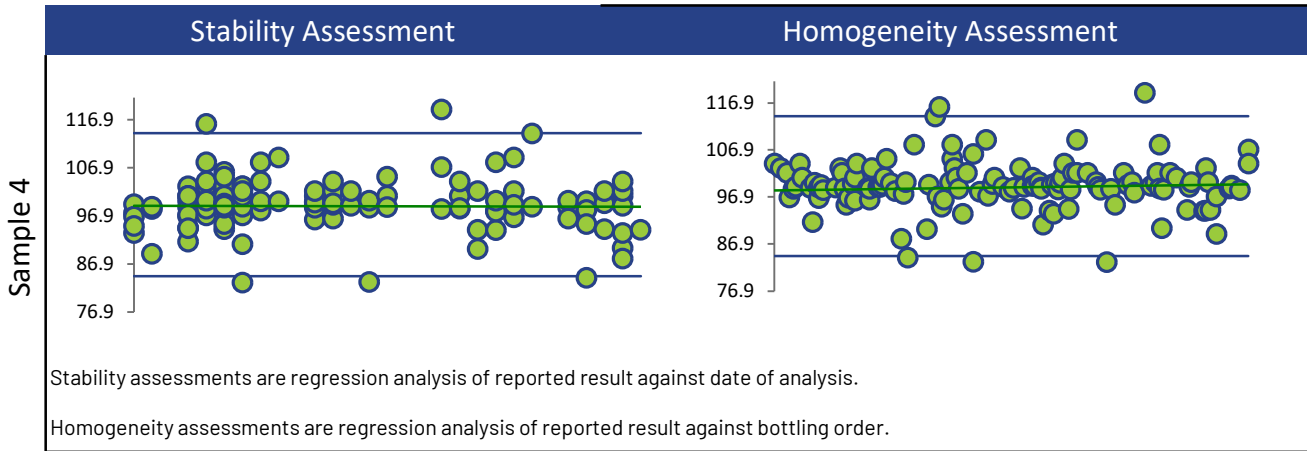 Stability Assessment
Homogeneity Assessment
Sample 4
116.9
106.9
96.9
86.9
76.9
116.9
106.9
96.9
86.9
76.9
Stability assessments are regression analysis of reported result against date of analysis.
Homogeneity assessments are regression analysis of reported result against bottling order.